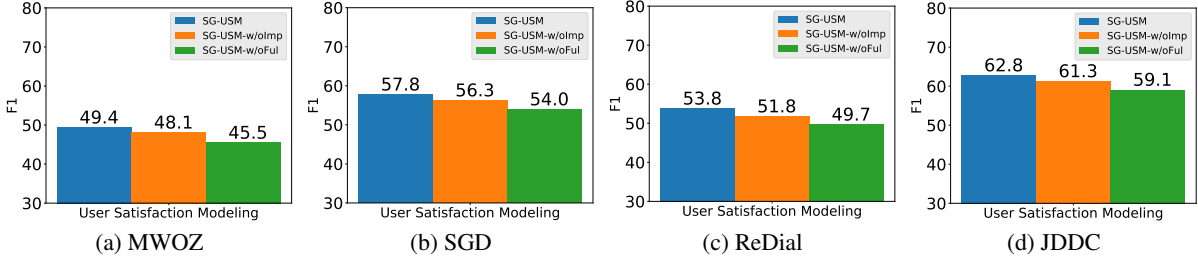 80
70
60
50
40
30
F1
SG-USM
SG-USM-w/oImp
SG-USM-w/oFul
49.4
48.1
45.5
User Satisfaction Modeling
(a) MWOZ
80
70
60
50
40
30
F1
SG-USM
SG-USM-w/oImp
SG-USM-w/oFul
57.8
56.3
54.0
User Satisfaction Modeling
(b) SGD
80
70
60
50
40
30
F1
SG-USM
SG-USM-w/oImp
SG-USM-w/oFul
53.8
51.8
49.7
User Satisfaction Modeling
(c) ReDial
80
70
60
50
40
30
F1
SG-USM
SG-USM-w/oImp
SG-USM-w/oFul
62.8
61.3
59.1
User Satisfaction Modeling
(d) JDDC